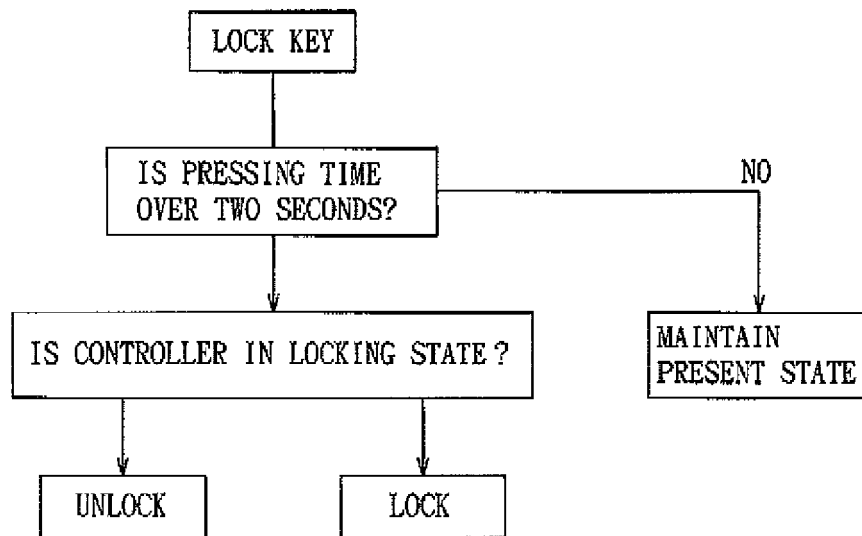 LOCK KEY
IS PRESSING TIME
OVER TWO SECONDS?
NO
IS CONTROLLER IN LOCKING STATE?
MAINTAIN
PRESENT STATE
UNLOCK
LOCK